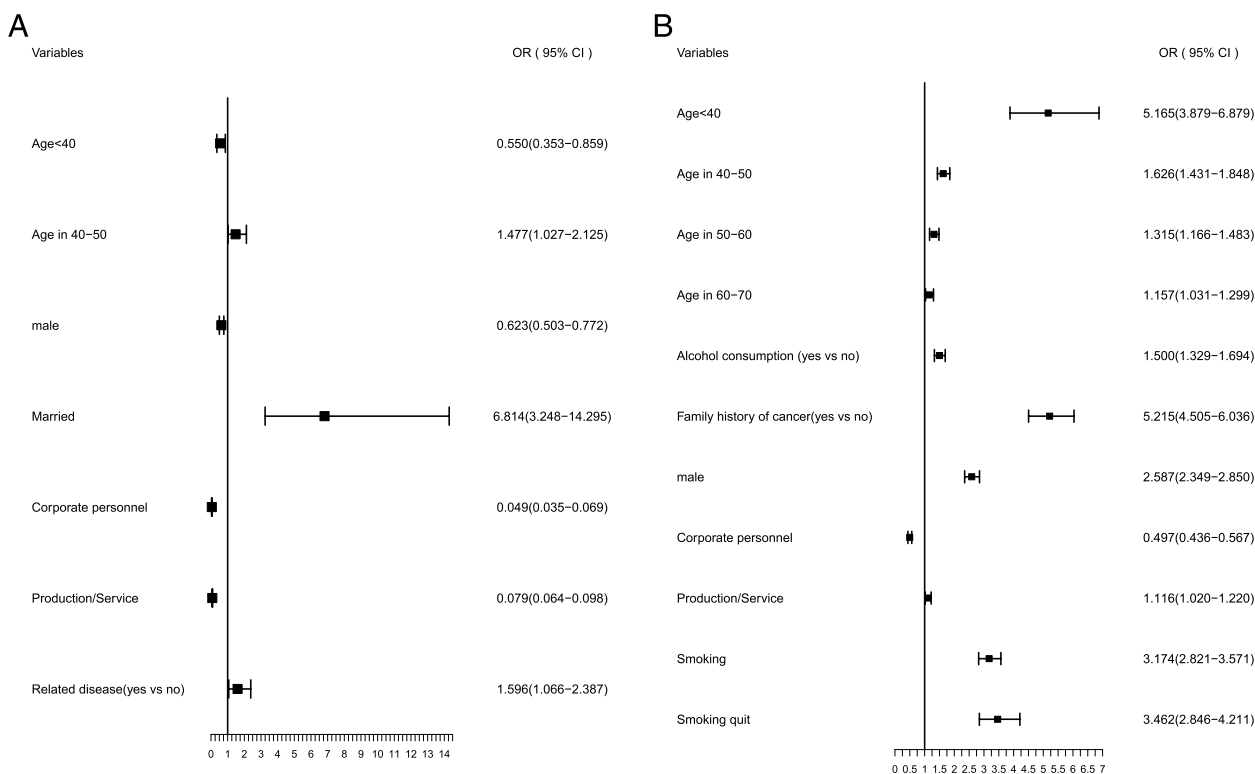 A
Variables OR ( 95% CI )
Age<40 0.550(0.353−0.859)
Age in 40−50 1.477(1.027−2.125)
male 0.623(0.503−0.772)
Married 6.814(3.248−14.295)
Corporate personnel 0.049(0.035−0.069)
Production/Service 0.079(0.064−0.098)
Related disease(yes vs no) 1.596(1.066−2.387)
0 1 2 3 4 5 6 7 8 9 10 11 12 13 14
B
Variables OR ( 95% CI )
Age<40 5.165(3.879−6.879)
Age in 40−50 1.626(1.431−1.848)
Age in 50−60 1.315(1.166−1.483)
Age in 60−70 1.157(1.031−1.299)
Alcohol consumption (yes vs no) 1.500(1.329−1.694)
Family history of cancer(yes vs no) 5.215(4.505−6.036)
male 2.587(2.349−2.850)
Corporate personnel 0.497(0.436−0.567)
Production/Service 1.116(1.020−1.220)
Smoking 3.174(2.821−3.571)
Smoking quit 3.462(2.846−4.211)
0 0.5 1 1.5 2 2.5 3 3.5 4 4.5 5 5.5 6 6.5 7